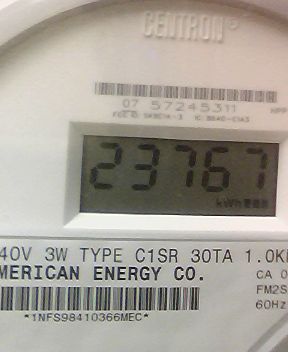 CENTRON®
07 57245311
23767
kWh
40V 3W TYPE C1SR 30TA 1.0K
MERICAN ENERGY CO.
CA 0
FM2S
60Hz
*1NFS98410366MEC*